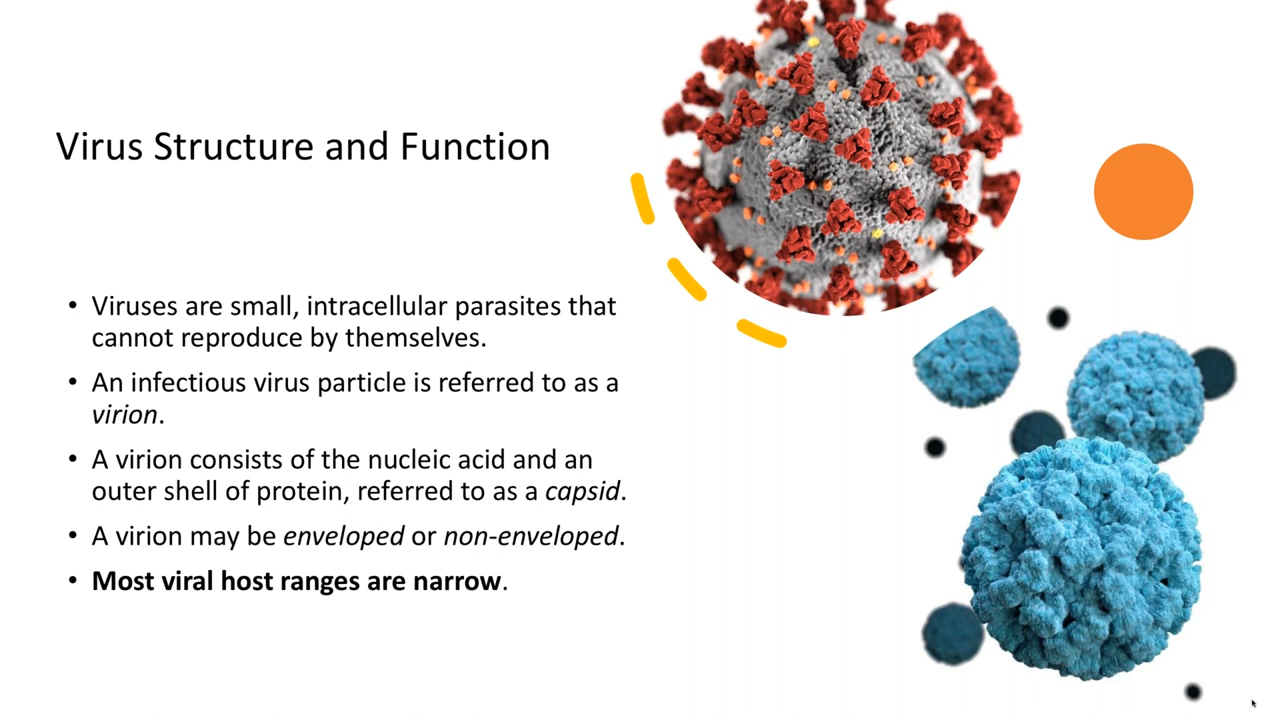 Virus Structure and Function
• Viruses are small, intracellular parasites that
cannot reproduce by themselves.
• An infectious virus particle is referred to as a
virion.
• A virion consists of the nucleic acid and an
outer shell of protein, referred to as a capsid.
• A virion may be enveloped or non-enveloped.
• Most viral host ranges are narrow.